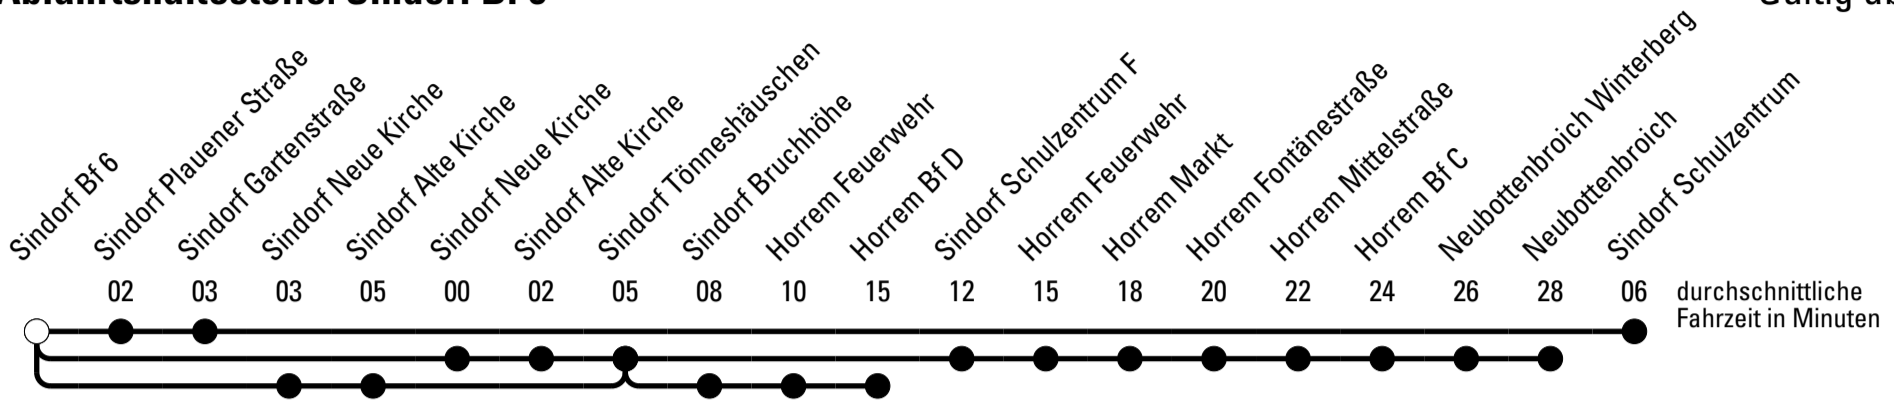 Sindorf Bf 6
Sindorf Plauener Straße
Sindorf Gartenstraße
Sindorf Neue Kirche
Sindorf Alte Kirche
Sindorf Neue Kirche
Sindorf Alte Kirche
Sindorf Tönneshäuschen
Sindorf Bruchhöhe
Horrem Feuerwehr
Horrem Bf D
Sindorf Schulzentrum F
Horrem Feuerwehr
Horrem Markt
Horrem Fontänestraße
Horrem Mittelstraße
Horrem Bf C
Neubottenbroich Winterberg
Neubottenbroich
Sindorf Schulzentrum
02 03 03 05 00 02 05 08 10 15 12 15 18 20 22 24 26 28 06 durchschnittliche
Fahrzeit in Minuten